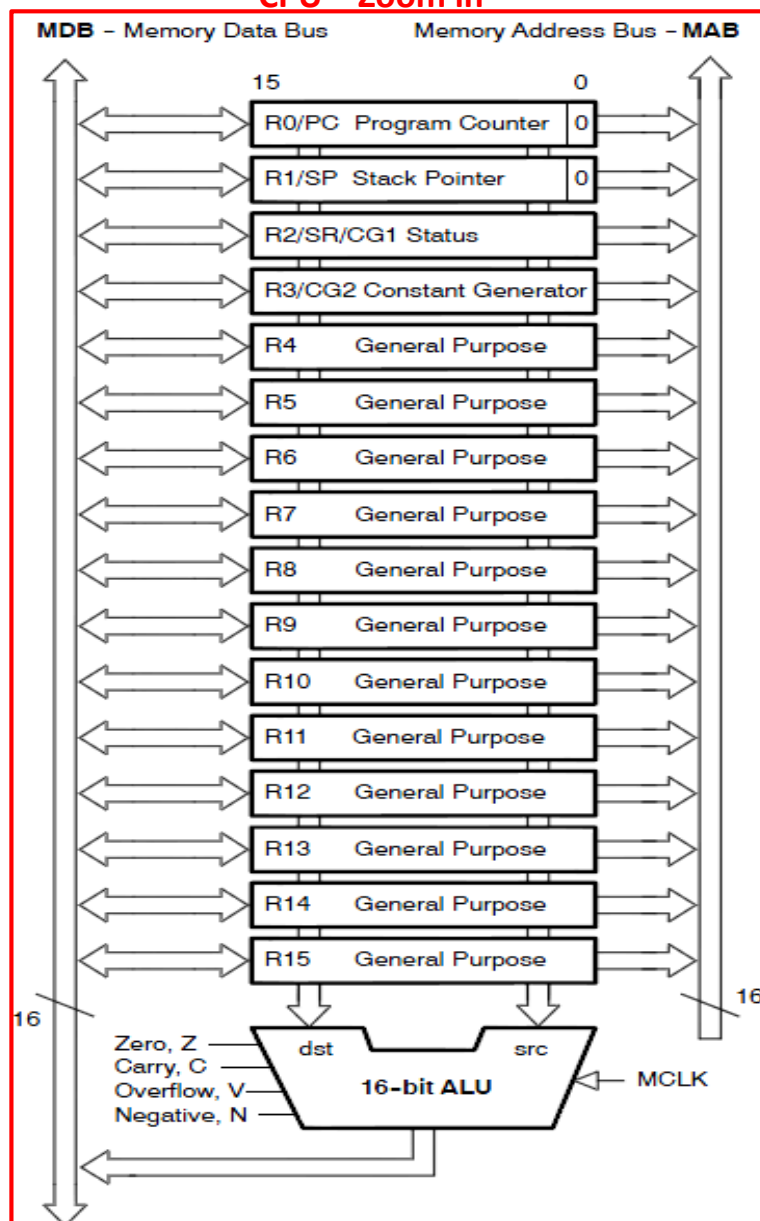 CPU – Zoom in
MDB – Memory Data Bus Memory Address Bus – MAB
15 0
R0/PC Program Counter 0
R1/SP Stack Pointer 0
R2/SR/CG1 Status
R3/CG2 Constant Generator
R4 General Purpose
R5 General Purpose
R6 General Purpose
R7 General Purpose
R8 General Purpose
R9 General Purpose
R10 General Purpose
R11 General Purpose
R12 General Purpose
R13 General Purpose
R14 General Purpose
R15 General Purpose
16 16
Zero, Z dst src
Carry, C
Overflow, V 16-bit ALU MCLK
Negative, N